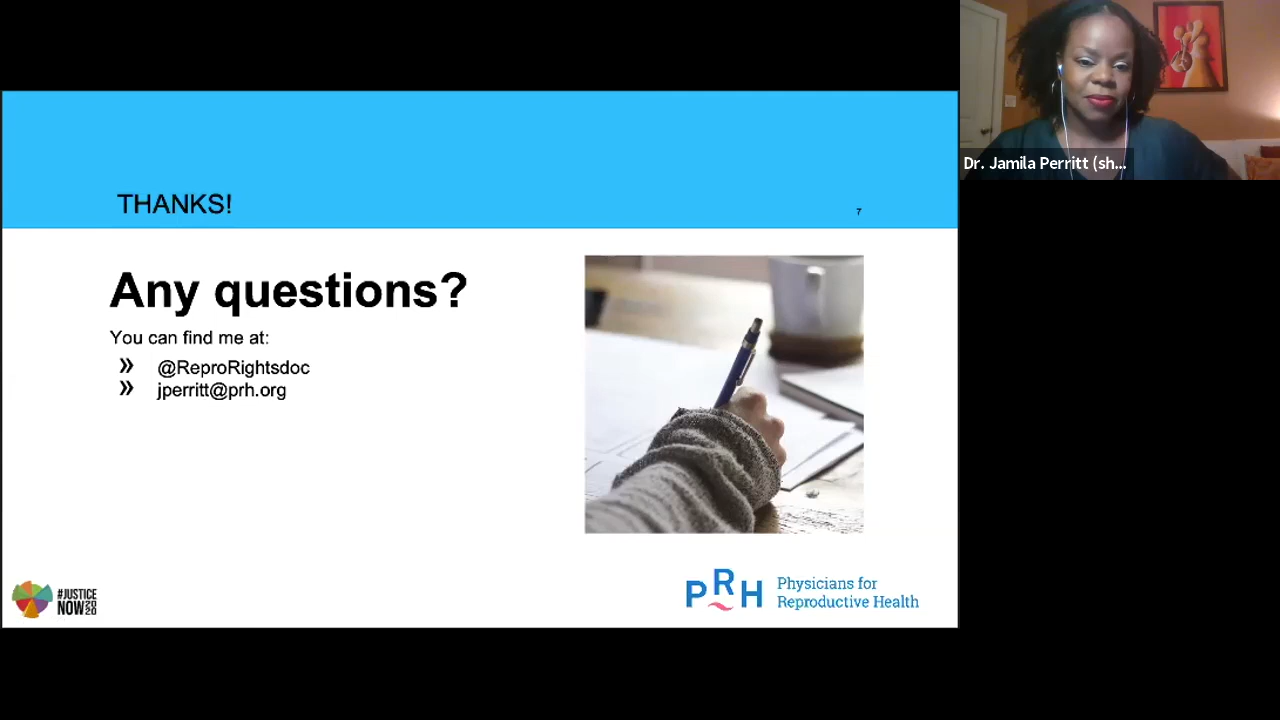 Dr. Jamila Perritt (sh...
THANKS!
7
Any questions?
You can find me at:
» @ReproRightsdoc
» jperritt@prh.org
#JUSTICE
NOW2020
PRH
Physicians for
Reproductive Health